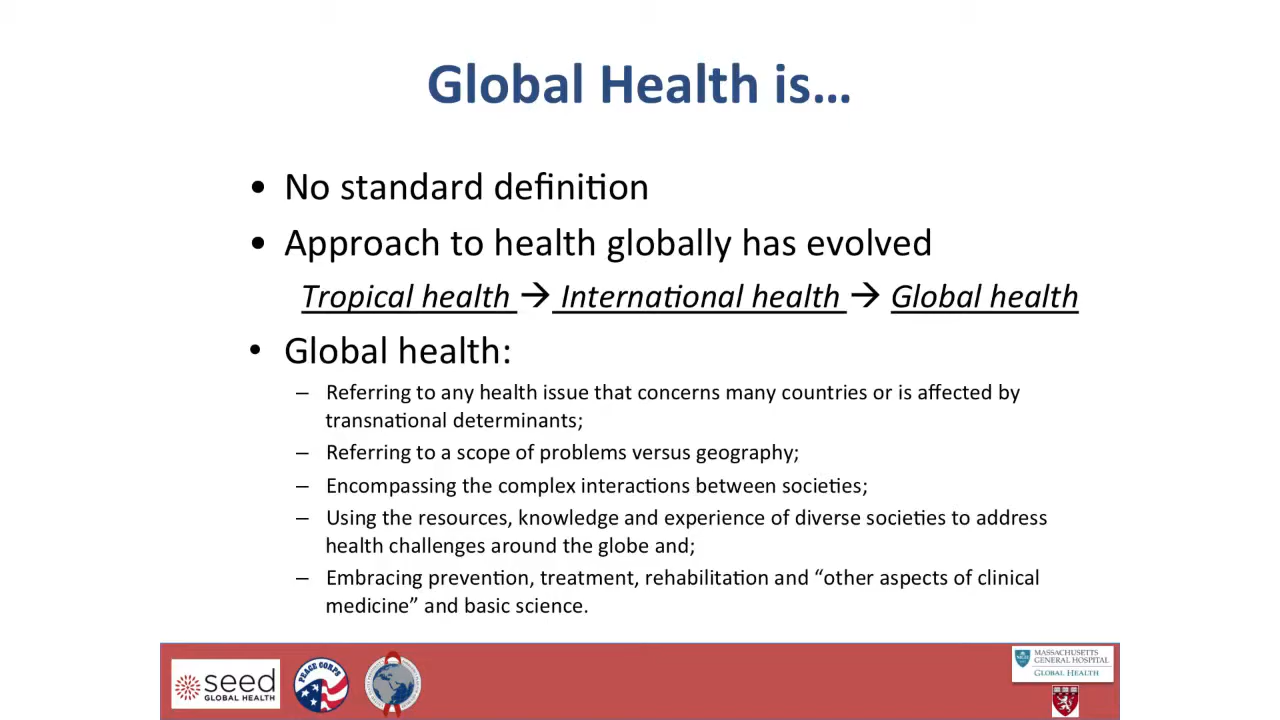 Global Health is…
• No standard definition
• Approach to health globally has evolved
Tropical health → International health → Global health
• Global health:
– Referring to any health issue that concerns many countries or is affected by
transnational determinants;
– Referring to a scope of problems versus geography;
– Encompassing the complex interactions between societies;
– Using the resources, knowledge and experience of diverse societies to address
health challenges around the globe and;
– Embracing prevention, treatment, rehabilitation and “other aspects of clinical
medicine” and basic science.
seed
GLOBAL HEALTH
PEACE CORPS
MASSACHUSETTS
GENERAL HOSPITAL
GLOBAL HEALTH